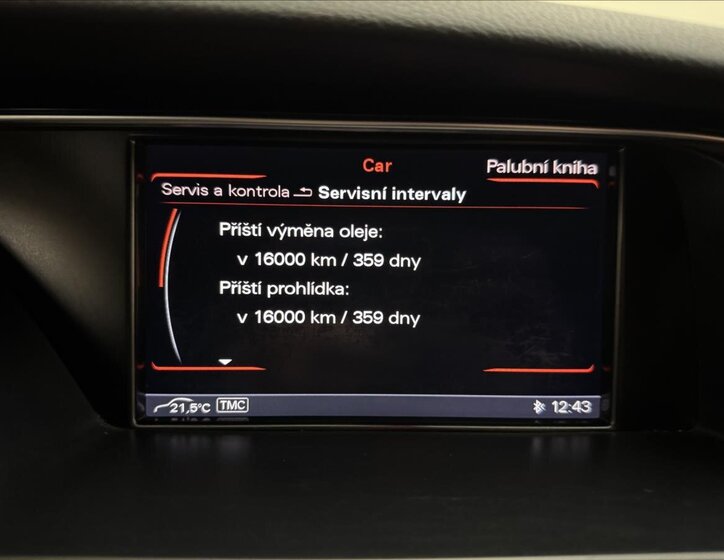 Car
Palubní kniha
Servis a kontrola Servisní intervaly
Příští výměna oleje:
v 16000 km / 359 dny
Příští prohlídka:
v 16000 km / 359 dny
21,5°C TMC 12:43